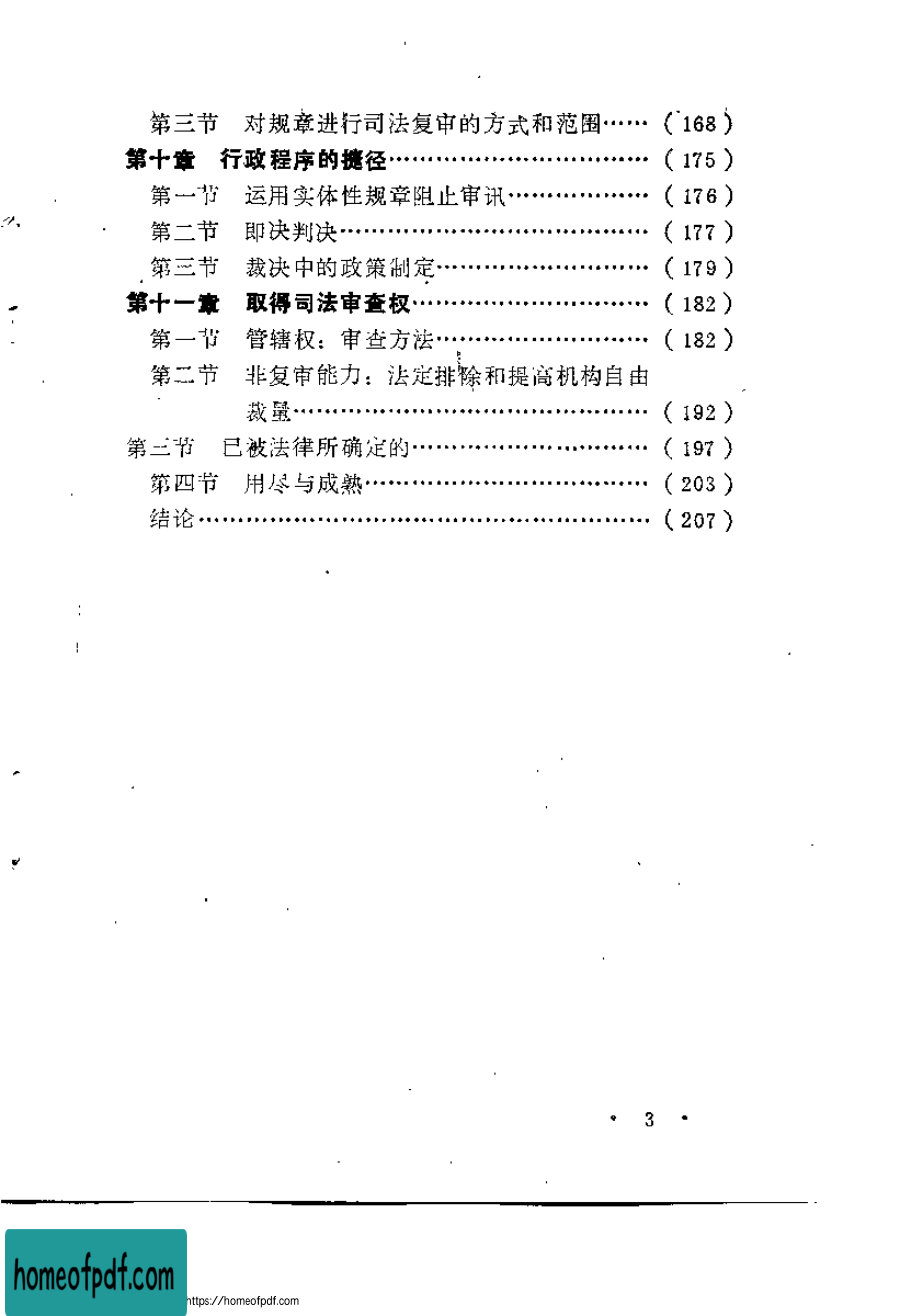 第三节 对规章进行司法复审的方式和范围……（168）
第十章 行政程序的捷径……………………………（175）
第一节 运用实体性规章阻止审讯………………（176）
第二节 即决判决…………………………………（177）
第三节 裁决中的政策制定………………………（179）
第十一章 取得司法审查权…………………………（182）
第一节 管辖权：审查方法………………………（182）
第二节 非复审能力：法定排除和提高机构自由
裁量………………………………………（192）
第三节 已被法律所确定的…………………………（197）
第四节 用尽与成熟………………………………（203）
结论…………………………………………………（207）
• 3 •
homeofpdf.com
https://homeofpdf.com